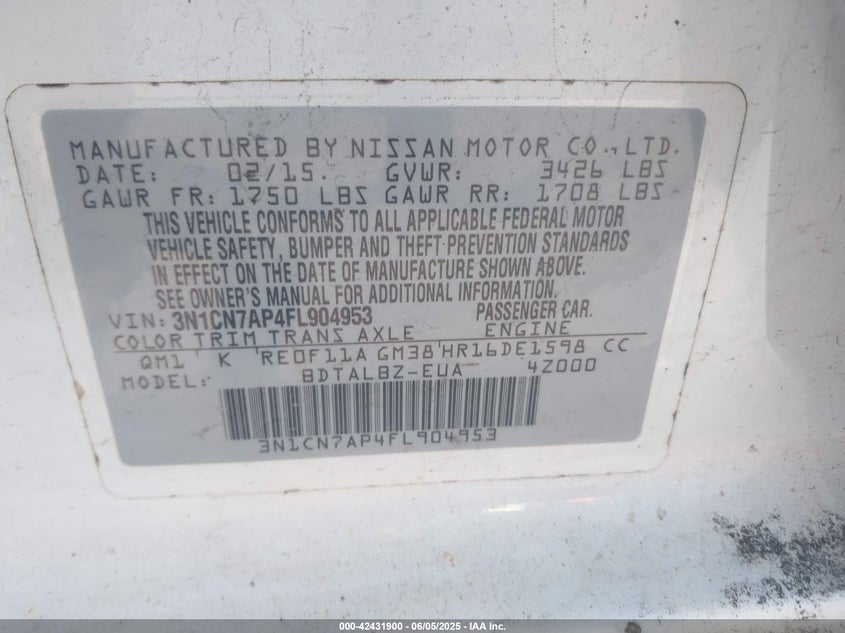 MANUFACTURED BY NISSAN MOTOR CO.,LTD.
DATE: 02/15. GVWR: 3426 LBS
GAWR FR: 1750 LBS GAWR RR: 1708 LBS
THIS VEHICLE CONFORMS TO ALL APPLICABLE FEDERAL MOTOR
VEHICLE SAFETY, BUMPER AND THEFT PREVENTION STANDARDS
IN EFFECT ON THE DATE OF MANUFACTURE SHOWN ABOVE.
SEE OWNER'S MANUAL FOR ADDITIONAL INFORMATION.
VIN: 3N1CN7AP4FL904953 PASSENGER CAR.
COLOR TRIM TRANS AXLE ENGINE
QM1 K RE0F11A GM38 HR16DE1598 CC
MODEL: BDTALBZ-EUA 4Z000
3N1CN7AP4FL904953
000-42431900 - 06/05/2025 - IAA Inc.